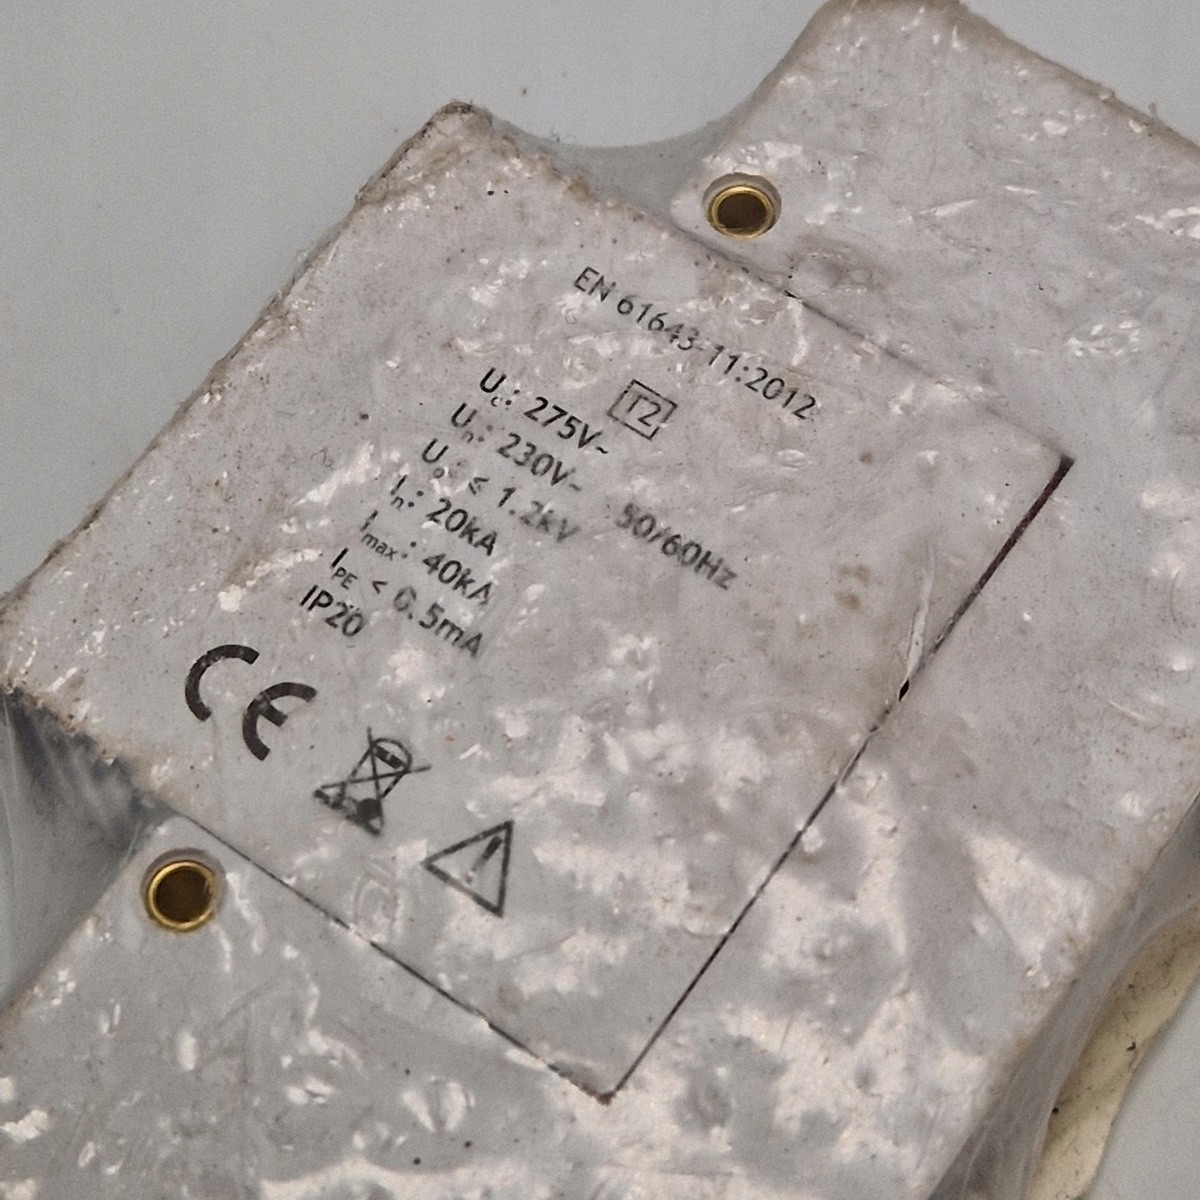 EN 61643-11:2012
T2
Uc: 275V~
Un: 230V~ 50/60Hz
Up ≤ 1.2kV
In: 20kA
Imax: 40kA
IPE < 0.5mA
IP20
CE